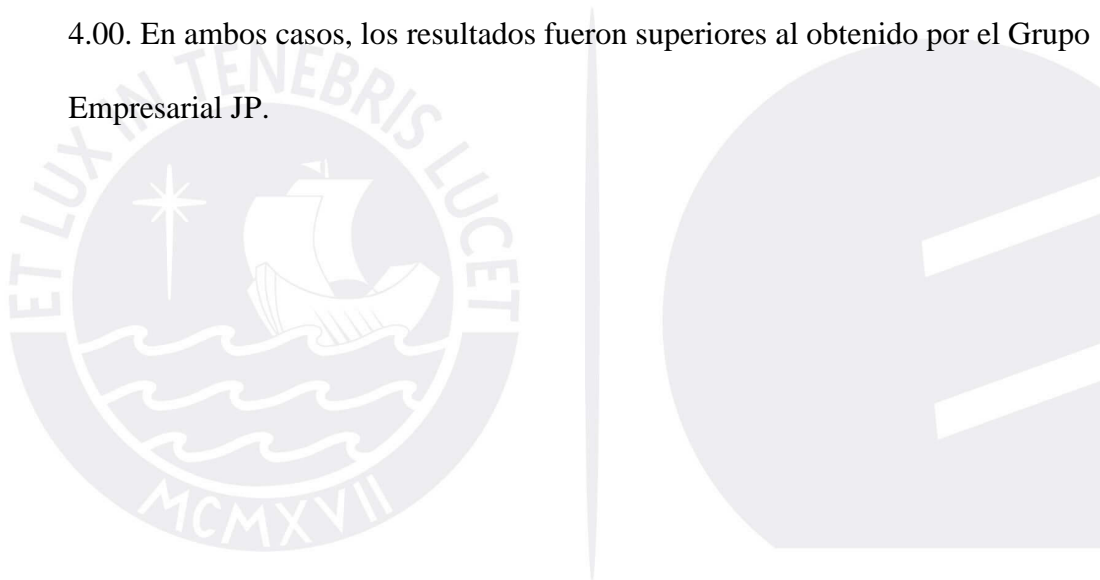 4.00. En ambos casos, los resultados fueron superiores al obtenido por el Grupo
Empresarial JP.
ET LUX IN TENEBRIS LUCET
MCMXVII